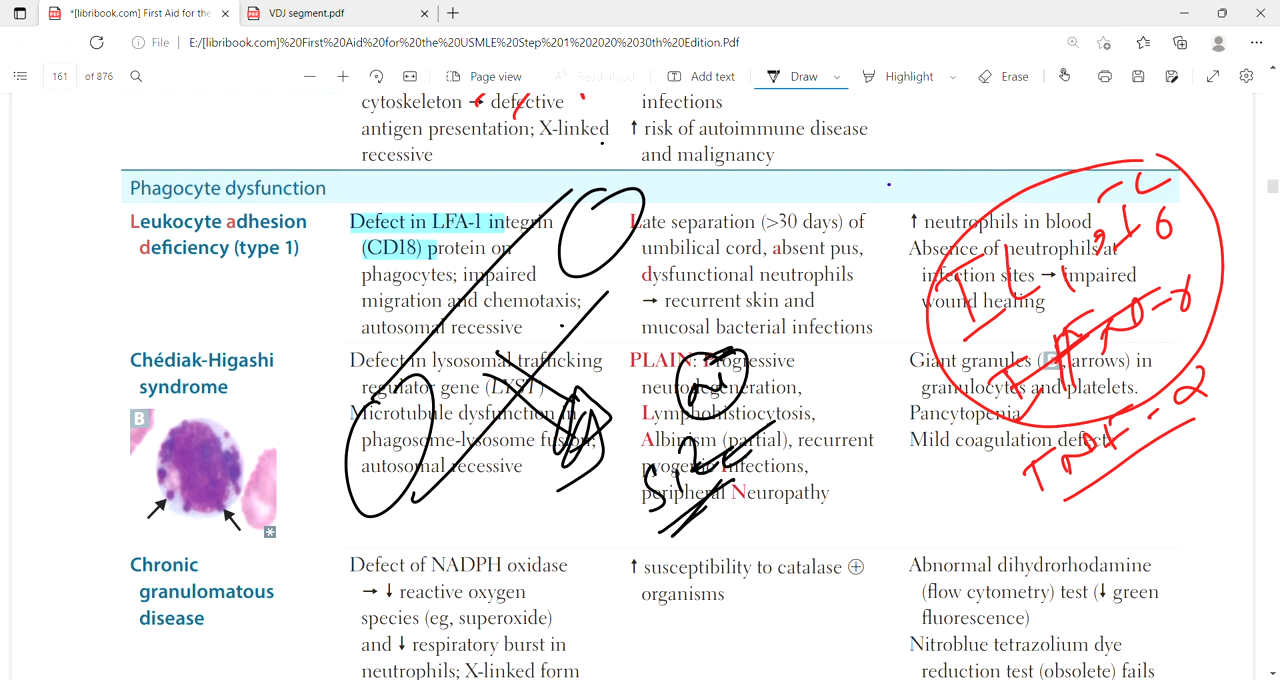 *[libribook.com] First Aid for the
VDJ segment.pdf
File
E:/[libribook.com]%20First%20Aid%20for%20the%20USMLE%20Step%201%202020%2030th%20Edition.Pdf
161 of 876
Page view
Read aloud
Add text
Draw
Highlight
Erase
cytoskeleton → defective
antigen presentation; X-linked
recessive
infections
↑ risk of autoimmune disease
and malignancy
Phagocyte dysfunction
Leukocyte adhesion
deficiency (type 1)
Defect in LFA-1 integrin
(CD18) protein on
phagocytes; impaired
migration and chemotaxis;
autosomal recessive
Late separation (>30 days) of
umbilical cord, absent pus,
dysfunctional neutrophils
→ recurrent skin and
mucosal bacterial infections
↑ neutrophils in blood
Absence of neutrophils at
infection sites → impaired
wound healing
Chédiak-Higashi
syndrome
B
Defect in lysosomal trafficking
regulator gene (LYST)
Microtubule dysfunction in
phagosome-lysosome fusion;
autosomal recessive
PLAIN: Progressive
neurodegeneration,
Lymphohistiocytosis,
Albinism (partial), recurrent
pyogenic Infections,
peripheral Neuropathy
Size
Giant granules (B, arrows) in
granulocytes and platelets.
Pancytopenia
Mild coagulation defects
Chronic
granulomatous
disease
Defect of NADPH oxidase
→ ↓ reactive oxygen
species (eg, superoxide)
and ↓ respiratory burst in
neutrophils; X-linked form
↑ susceptibility to catalase ⊕
organisms
Abnormal dihydrorhodamine
(flow cytometry) test (↓ green
fluorescence)
Nitroblue tetrazolium dye
reduction test (obsolete) fails